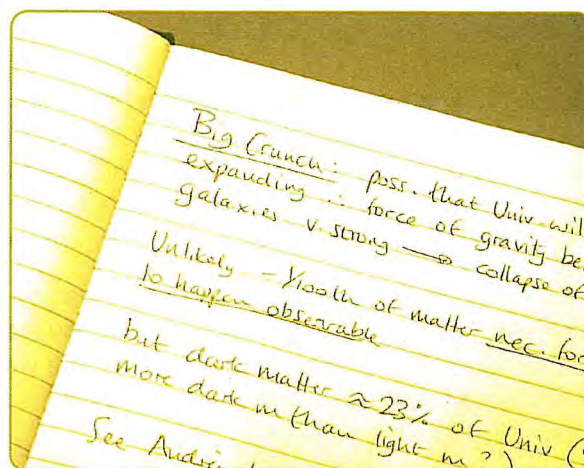 Big Crunch: poss. that Univ will
expanding ∴ force of gravity be
galaxies v. strong → collapse of
Unlikely - 1/100th of matter nec. for
to happen observable
but dark matter ≈ 23% of Univ (
more dark m than light m ?)
See